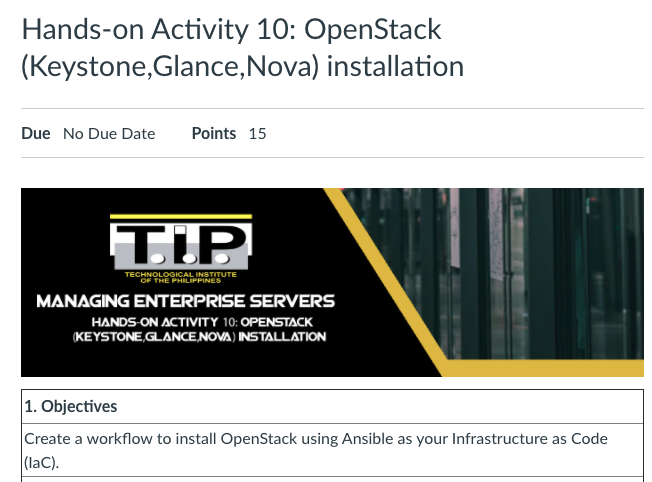 Hands-on Activity 10: OpenStack
(Keystone,Glance,Nova) installation
Due No Due Date Points 15
T.I.P.
TECHNOLOGICAL INSTITUTE
OF THE PHILIPPINES
MANAGING ENTERPRISE SERVERS
HANDS-ON ACTIVITY 10: OPENSTACK
(KEYSTONE,GLANCE,NOVA) INSTALLATION
1. Objectives
Create a workflow to install OpenStack using Ansible as your Infrastructure as Code
(IaC).